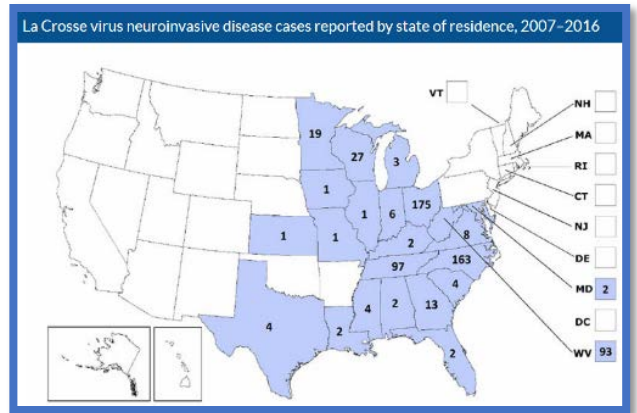 La Crosse virus neuroinvasive disease cases reported by state of residence, 2007–2016
VT
NH
19
MA
27
3
RI
1
CT
175
1
6
NJ
1
1
2
8
DE
97
163
MD 2
4
4
2
13
DC
4
2
2
WV 93